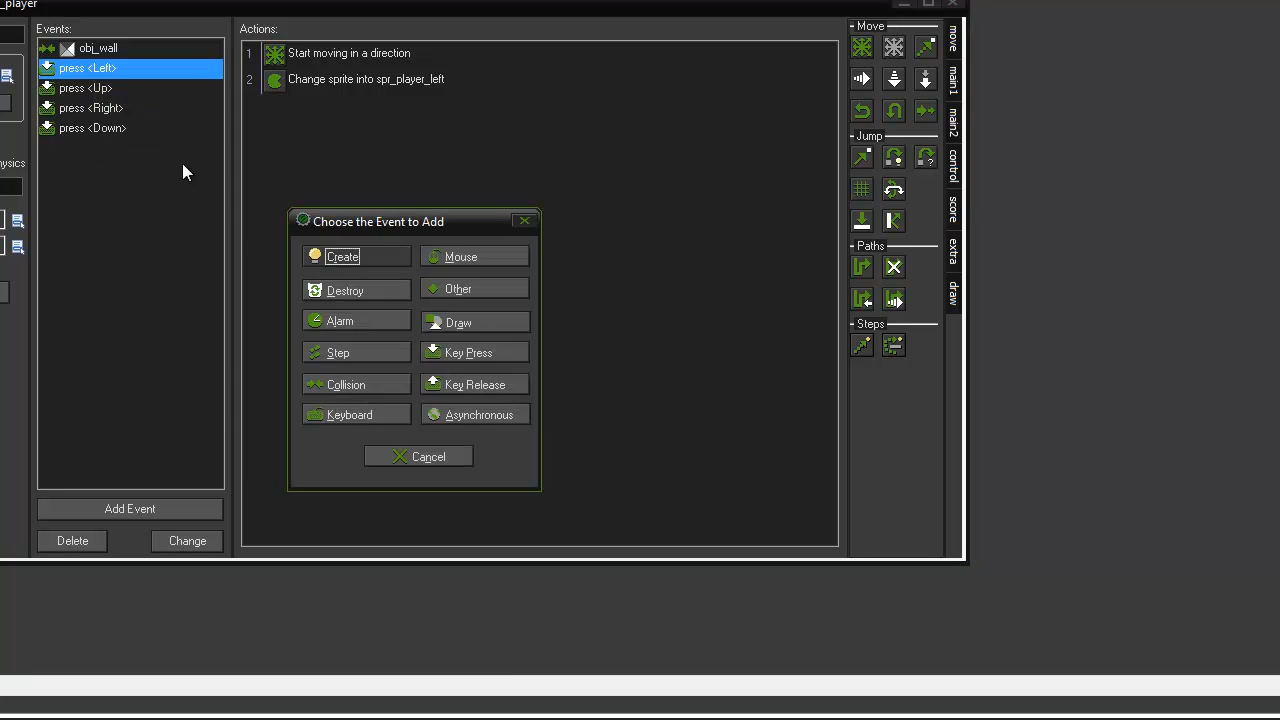 _player
Events:
obj_wall
press <Left>
press <Up>
press <Right>
press <Down>
Add Event
Delete
Change
ysics
Actions:
1 Start moving in a direction
2 Change sprite into spr_player_left
Choose the Event to Add
Create
Mouse
Destroy
Other
Alarm
Draw
Step
Key Press
Collision
Key Release
Keyboard
Asynchronous
Cancel
Move
Jump
Paths
Steps
move
main1
main2
control
score
extra
draw